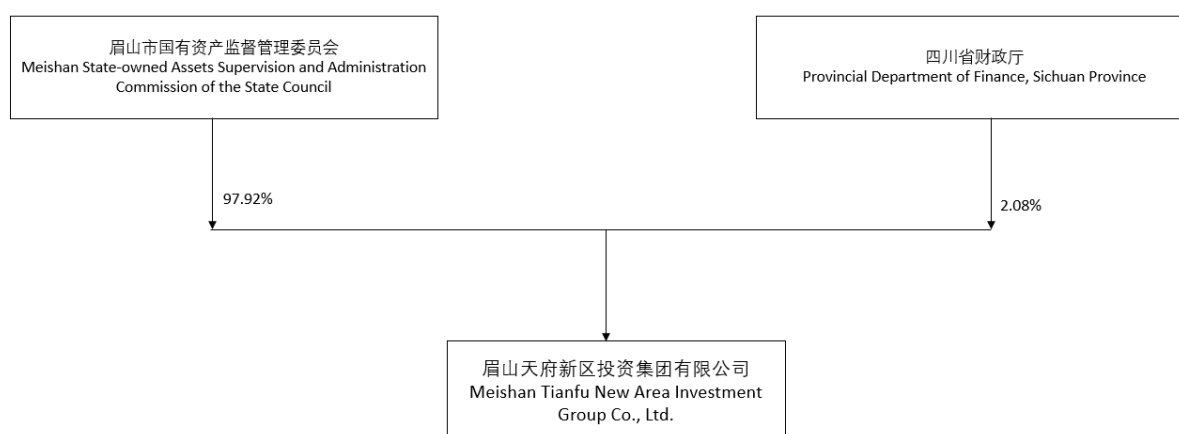 眉山市国有资产监督管理委员会
Meishan State-owned Assets Supervision and Administration
Commission of the State Council
四川省财政厅
Provincial Department of Finance, Sichuan Province
97.92%
2.08%
眉山天府新区投资集团有限公司
Meishan Tianfu New Area Investment
Group Co., Ltd.